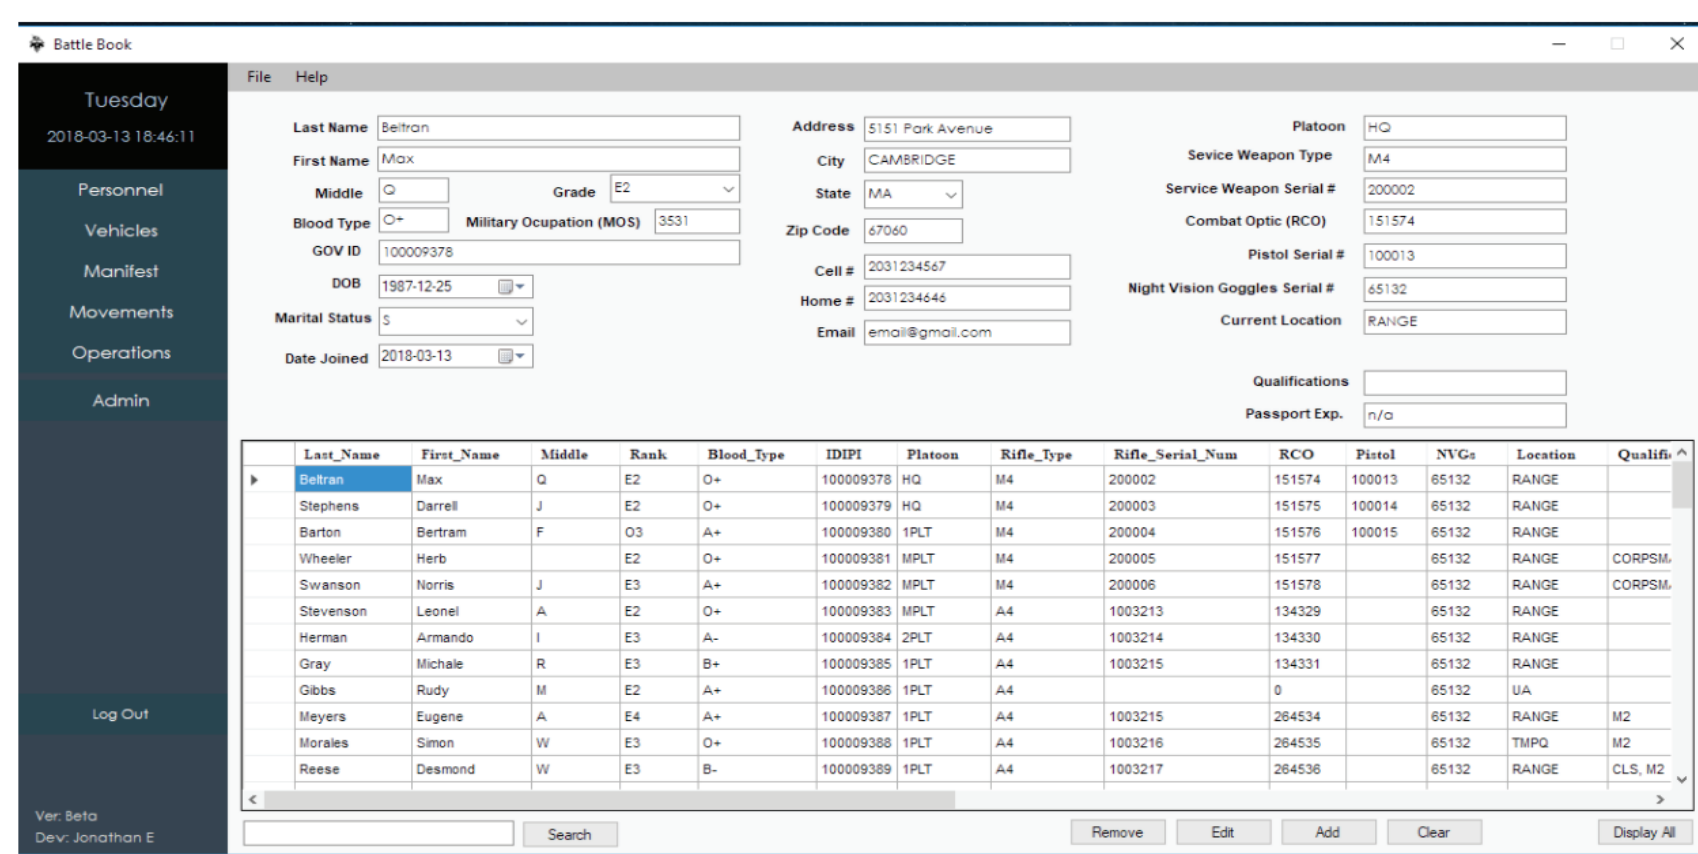 Battle Book
Tuesday
2018-03-13 18:46:11
Personnel
Vehicles
Manifest
Movements
Operations
Admin
Log Out
Ver: Beta
Dev: Jonathan E
File Help
Last Name Beltran
First Name Max
Middle Q Grade E2
Blood Type O+ Military Ocupation (MOS) 3531
GOV ID 100009378
DOB 1987-12-25
Marital Status S
Date Joined 2018-03-13
Address 5151 Park Avenue
City CAMBRIDGE
State MA
Zip Code 67060
Cell # 2031234567
Home # 2031234646
Email email@gmail.com
Platoon HQ
Sevice Weapon Type M4
Service Weapon Serial # 200002
Combat Optic (RCO) 151574
Pistol Serial # 100013
Night Vision Goggles Serial # 65132
Current Location RANGE
Qualifications
Passport Exp. n/a
Last_Name First_Name Middle Rank Blood_Type IDIPI Platoon Rifle_Type Rifle_Serial_Num RCO Pistol NVGs Location Qualifi
Beltran Max Q E2 O+ 100009378 HQ M4 200002 151574 100013 65132 RANGE
Stephens Darrell J E2 O+ 100009379 HQ M4 200003 151575 100014 65132 RANGE
Barton Bertram F O3 A+ 100009380 1PLT M4 200004 151576 100015 65132 RANGE
Wheeler Herb E2 O+ 100009381 MPLT M4 200005 151577 65132 RANGE CORPSM
Swanson Norris J E3 A+ 100009382 MPLT M4 200006 151578 65132 RANGE CORPSM
Stevenson Leonel A E2 O+ 100009383 MPLT A4 1003213 134329 65132 RANGE
Herman Armando I E3 A- 100009384 2PLT A4 1003214 134330 65132 RANGE
Gray Michale R E3 B+ 100009385 1PLT A4 1003215 134331 65132 RANGE
Gibbs Rudy M E2 A+ 100009386 1PLT A4 0 65132 UA
Meyers Eugene A E4 A+ 100009387 1PLT A4 1003215 264534 65132 RANGE M2
Morales Simon W E3 O+ 100009388 1PLT A4 1003216 264535 65132 TMPQ M2
Reese Desmond W E3 B- 100009389 1PLT A4 1003217 264536 65132 RANGE CLS, M2
Search Remove Edit Add Clear Display All